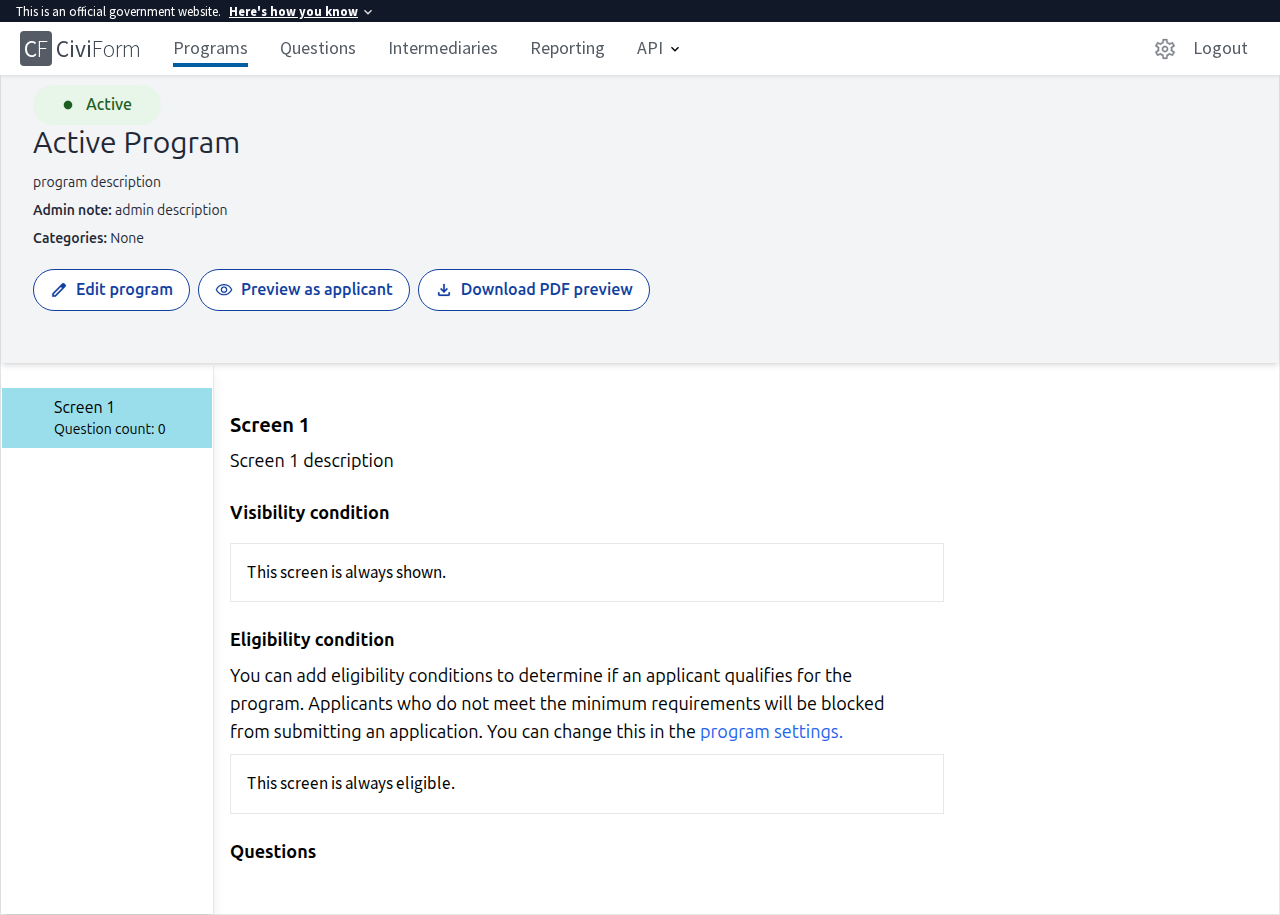 This is an official government website. Here's how you know
CF CiviForm Programs Questions Intermediaries Reporting API Logout
Active
Active Program
program description
Admin note: admin description
Categories: None
Edit program Preview as applicant Download PDF preview
Screen 1
Question count: 0
Screen 1
Screen 1 description
Visibility condition
This screen is always shown.
Eligibility condition
You can add eligibility conditions to determine if an applicant qualifies for the
program. Applicants who do not meet the minimum requirements will be blocked
from submitting an application. You can change this in the program settings.
This screen is always eligible.
Questions